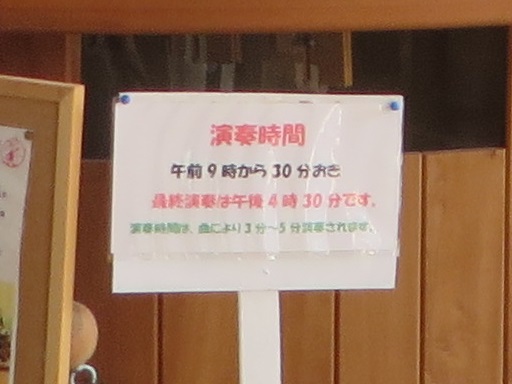 演奏時間
午前9時から30分おき
最終演奏は午後4時30分です。
演奏時間は、曲により3分～5分演奏されます。